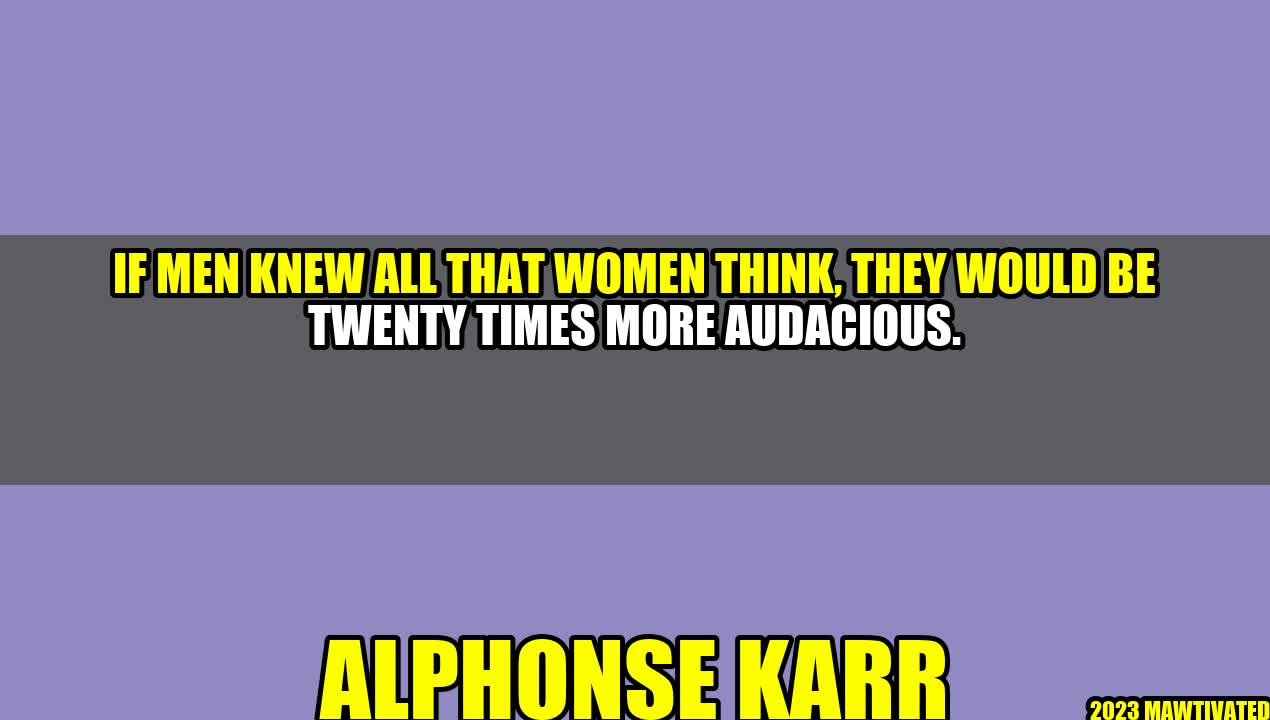 IF MEN KNEW ALL THAT WOMEN THINK, THEY WOULD BE
TWENTY TIMES MORE AUDACIOUS.
ALPHONSE KARR
2023 MAWTIVATED